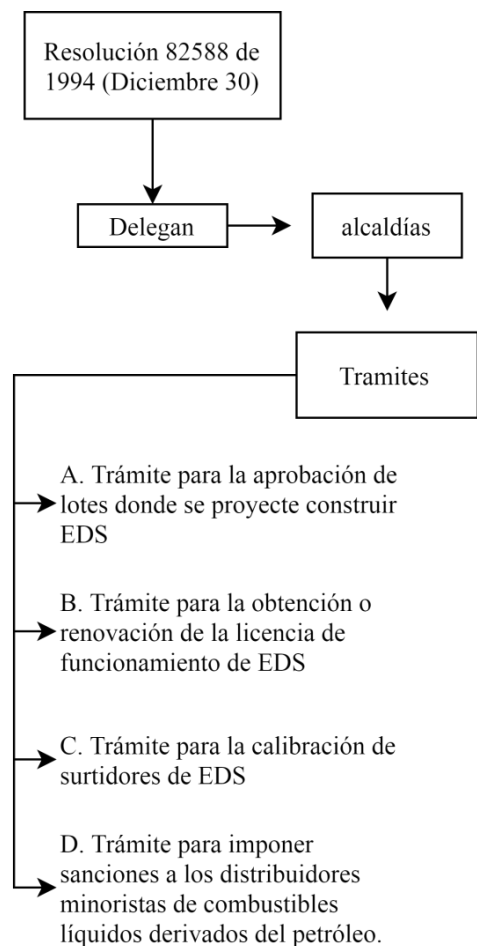 Resolución 82588 de
1994 (Diciembre 30)
Delegan
alcaldías
Tramites
A. Trámite para la aprobación de
lotes donde se proyecte construir
EDS
B. Trámite para la obtención o
renovación de la licencia de
funcionamiento de EDS
C. Trámite para la calibración de
surtidores de EDS
D. Trámite para imponer
sanciones a los distribuidores
minoristas de combustibles
líquidos derivados del petróleo.